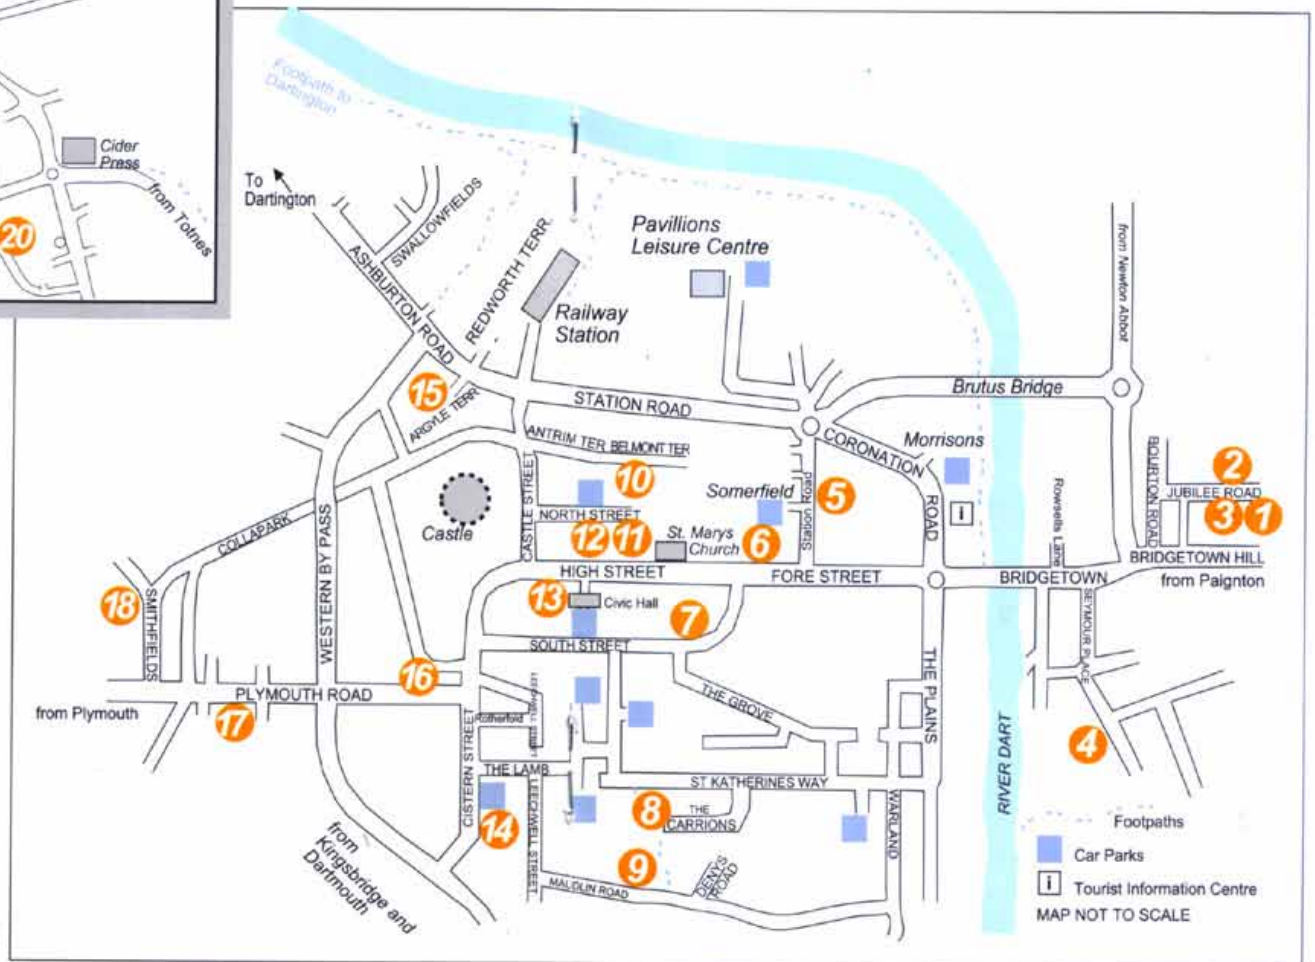 Cider
Press
from Totnes
20
Footpath to
Dartington
To
Dartington
SWALLOWFIELDS
ASHBURTON ROAD
REDWORTH TERR.
Railway
Station
Pavillions
Leisure Centre
from Newton Abbot
15
ARGYLE TERR
STATION ROAD
Brutus Bridge
CORONATION
ROAD
Morrisons
i
ANTRIM TER BELMONT TER
CASTLE STREET
CASTLE STREET
10
Somerfield
Station Road
5
Castle
NORTH STREET
12
11
St. Marys
Church
6
BOURTON ROAD
2
JUBILEE ROAD
3
1
Rowsells Lane
BRIDGETOWN HILL
from Paignton
COLLAPARK
WESTERN BY PASS
HIGH STREET
FORE STREET
BRIDGETOWN
18
SMITHFIELDS
13
Civic Hall
7
SEYMOUR PLACE
SOUTH STREET
16
PLYMOUTH ROAD
from Plymouth
17
LEECHWELL STREET
THE GROVE
THE PLAINS
RIVER DART
4
Rotherfold
CISTERN STREET
THE LAMB
ST KATHERINES WAY
LEECHWELL STREET
14
8
THE
CARRIONS
WARLAND
9
DENYS
ROAD
MAUDLIN ROAD
from
Kingsbridge and
Dartmouth
Footpaths
Car Parks
i
Tourist Information Centre
MAP NOT TO SCALE